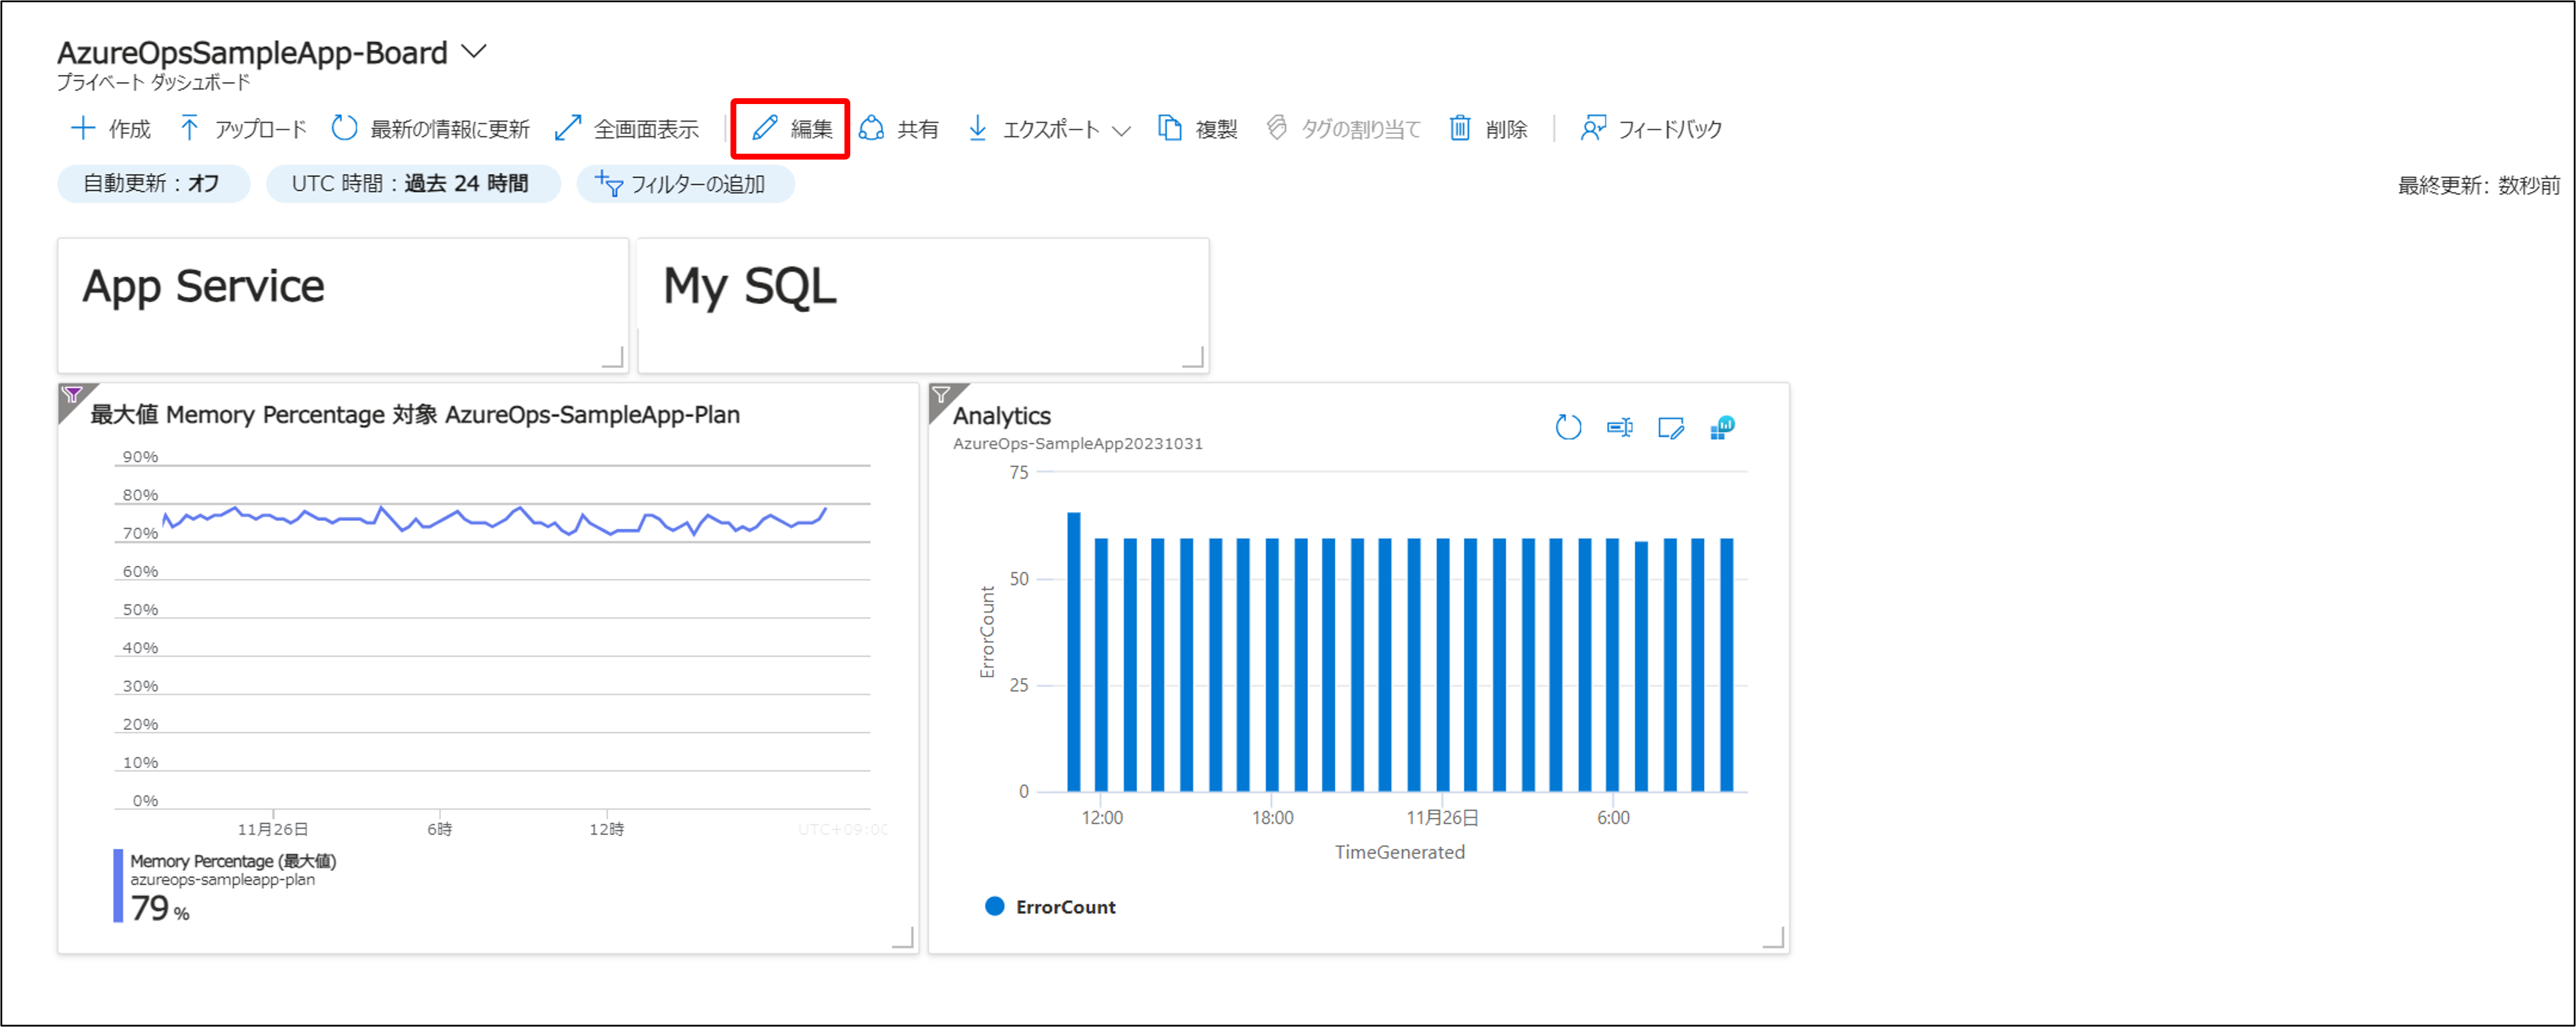 AzureOpsSampleApp-Board
プライベート ダッシュボード
作成 アップロード 最新の情報に更新 全画面表示 編集 共有 エクスポート 複製 タグの割り当て 削除 フィードバック
自動更新 : オフ UTC 時間 : 過去 24 時間 フィルターの追加 最終更新: 数秒前
App Service
My SQL
最大値 Memory Percentage 対象 AzureOps-SampleApp-Plan
90%
80%
70%
60%
50%
40%
30%
20%
10%
0%
11月26日 6時 12時 UTC+09:00
Memory Percentage (最大値)
azureops-sampleapp-plan
79 %
Analytics
AzureOps-SampleApp20231031
75
50
25
0
ErrorCount
12:00 18:00 11月26日 6:00
TimeGenerated
ErrorCount